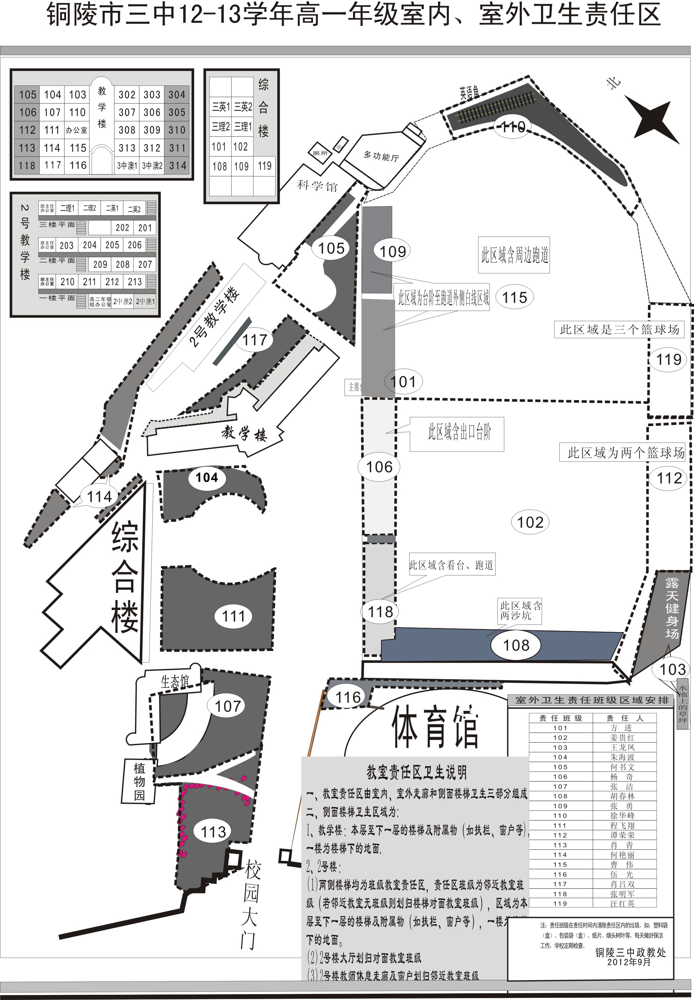 铜陵市三中12-13学年高一年级室内、室外卫生责任区
105 104 103 教学楼 302 303 304
106 107 110 307 306 305
112 111 办公室 308 309 310
113 114 115 313 312 311
118 117 116 3中澳1 3中澳2 314
综合楼
三英1 三英2
三理2 三理1
101 102
108 109 119
2号教学楼
班主任办公室 二理1 二理2 二英1 二英2
三楼平面 202 201
班主任办公室 203 204 205 206
二楼平面 209 208 207
班主任办公室 210 211 212 213
一楼平面 高二年级组办公室 2中澳2 2中澳1
北
英语角
110
厕所
多功能厅
科学馆
105
109
此区域含周边跑道
此区域为台阶至跑道外侧白线区域
115
2号教学楼
117
此区域是三个篮球场
119
主席台
101
教学楼
此区域含出口台阶
106
此区域为两个篮球场
112
104
114
102
综合楼
此区域含看台、跑道
118
111
此区域含
两沙坑
108
露天健身场
103
水池上的草坪
生态馆
107
116
体育馆
植物园
113
校园大门
室外卫生责任班级区域安排
责任班级 责任人
101 方进
102 姜贵红
103 王龙凤
104 朱海波
105 何书文
106 杨奇
107 张洁
108 胡春林
109 张勇
110 徐华峰
111 程飞翔
112 谭荣荣
113 肖青
114 何艳丽
115 曹伟
116 伍光
117 肖吕双
118 张明军
119 汪红英
教室责任区卫生说明
一、教室责任区由室内、室外走廊和侧面楼梯卫生三部分组成
二、侧面楼梯卫生区域为:
1、教学楼: 本层至下一层的楼梯及附属物（如扶栏、窗户等),
一楼为楼梯下的地面.
2、2号楼:
(1)两侧楼梯均为班级教室责任区, 责任区班级为邻近教室班
级（若邻近教室无班级则划归楼梯对面教室班级）, 区域为本
层至下一层的楼梯及附属物（如扶栏、窗户等）, 一楼为
下的地面。
(2)2号楼大厅划归对面教室班级
(3)2号楼教师休息走廊及窗户划归邻近教室班级
注: 责任班级在责任时间内清除责任区内的垃圾, 如: 塑料袋
（盒）、包装袋（盒）、纸片、烟头树叶等, 每天做好保洁
工作, 学校定期检查。
铜陵三中政教处
2012年9月